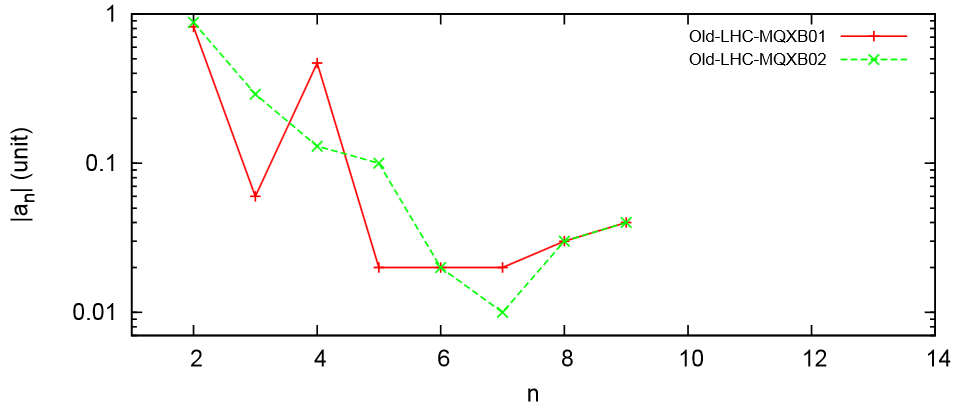 1
0.1
0.01
|aₙ| (unit)
Old-LHC-MQXB01
Old-LHC-MQXB02
2 4 6 8 10 12 14
n